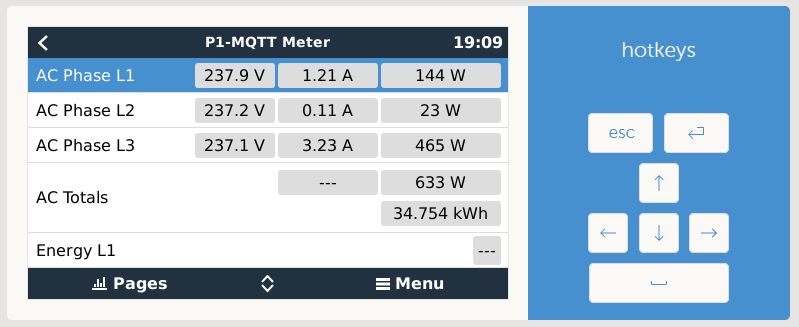 P1-MQTT Meter 19:09
AC Phase L1 237.9 V 1.21 A 144 W
AC Phase L2 237.2 V 0.11 A 23 W
AC Phase L3 237.1 V 3.23 A 465 W
AC Totals --- 633 W
34.754 kWh
Energy L1 ---
Pages Menu
hotkeys
esc